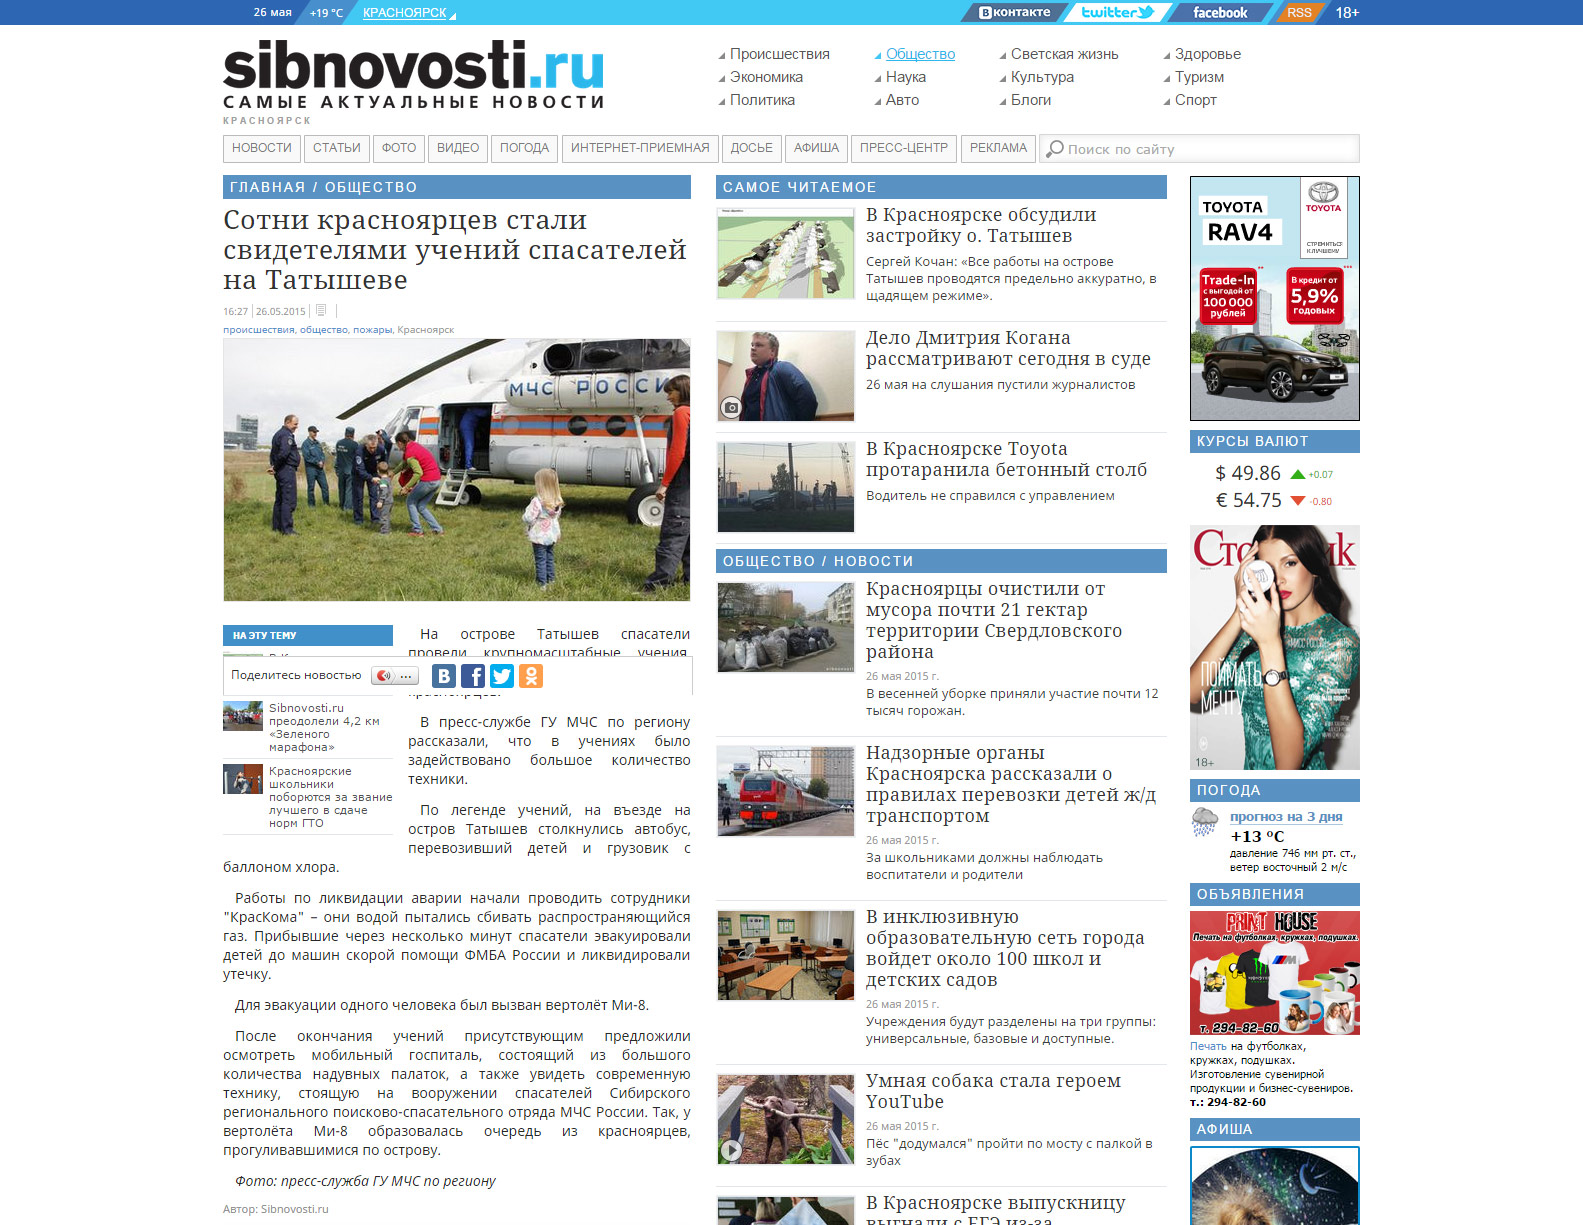 26 мая
+19 °C
КРАСНОЯРСК
Вконтакте
twitter
facebook
RSS
18+
sibnovosti.ru
САМЫЕ АКТУАЛЬНЫЕ НОВОСТИ
КРАСНОЯРСК
Происшествия
Общество
Светская жизнь
Здоровье
Экономика
Наука
Культура
Туризм
Политика
Авто
Блоги
Спорт
НОВОСТИ
СТАТЬИ
ФОТО
ВИДЕО
ПОГОДА
ИНТЕРНЕТ-ПРИЕМНАЯ
ДОСЬЕ
АФИША
ПРЕСС-ЦЕНТР
РЕКЛАМА
Поиск по сайту
ГЛАВНАЯ / ОБЩЕСТВО
Сотни красноярцев стали
свидетелями учений спасателей
на Татышеве
16:27
26.05.2015
происшествия, общество, пожары, Красноярск
МЧС РОССИИ
НА ЭТУ ТЕМУ
Поделитесь новостью
Sibnovosti.ru
преодолели 4,2 км
«Зеленого
марафона»
Красноярские
школьники
поборются за звание
лучшего в сдаче
норм ГТО
На острове Татышев спасатели
провели крупномасштабные учения,
красноярцев.
В пресс-службе ГУ МЧС по региону
рассказали, что в учениях было
задействовано большое количество
техники.
По легенде учений, на въезде на
остров Татышев столкнулись автобус,
перевозивший детей и грузовик с
баллоном хлора.
Работы по ликвидации аварии начали проводить сотрудники
"КрасКома" – они водой пытались сбивать распространяющийся
газ. Прибывшие через несколько минут спасатели эвакуировали
детей до машин скорой помощи ФМБА России и ликвидировали
утечку.
Для эвакуации одного человека был вызван вертолёт Ми-8.
После окончания учений присутствующим предложили
осмотреть мобильный госпиталь, состоящий из большого
количества надувных палаток, а также увидеть современную
технику, стоящую на вооружении спасателей Сибирского
регионального поисково-спасательного отряда МЧС России. Так, у
вертолёта Ми-8 образовалась очередь из красноярцев,
прогуливавшимися по острову.
Фото: пресс-служба ГУ МЧС по региону
Автор: Sibnovosti.ru
САМОЕ ЧИТАЕМОЕ
В Красноярске обсудили
застройку о. Татышев
Сергей Кочан: «Все работы на острове
Татышев проводятся предельно аккуратно, в
щадящем режиме».
Дело Дмитрия Когана
рассматривают сегодня в суде
26 мая на слушания пустили журналистов
В Красноярске Toyota
протаранила бетонный столб
Водитель не справился с управлением
ОБЩЕСТВО / НОВОСТИ
Красноярцы очистили от
мусора почти 21 гектар
территории Свердловского
района
26 мая 2015 г.
В весенней уборке приняли участие почти 12
тысяч горожан.
Надзорные органы
Красноярска рассказали о
правилах перевозки детей ж/д
транспортом
26 мая 2015 г.
За школьниками должны наблюдать
воспитатели и родители
В инклюзивную
образовательную сеть города
войдет около 100 школ и
детских садов
26 мая 2015 г.
Учреждения будут разделены на три группы:
универсальные, базовые и доступные.
Умная собака стала героем
YouTube
26 мая 2015 г.
Пёс "додумался" пройти по мосту с палкой в
зубах
В Красноярске выпускницу
выгнали с ЕГЭ из-за
TOYOTA
RAV4
TOYOTA
СТРЕМИТЬСЯ
К ЛУЧШЕМУ
Trade-In
с выгодой от
100 000
рублей
В кредит от
5,9%
годовых
КУРСЫ ВАЛЮТ
$ 49.86
+0.07
€ 54.75
-0.80
ПОЙМАТЬ
МЕЧТУ
18+
ПОГОДА
прогноз на 3 дня
+13 °C
давление 746 мм рт. ст.,
ветер восточный 2 м/с
ОБЪЯВЛЕНИЯ
PRINT HOUSE
Печать на футболках, кружках, подушках.
т. 294-82-60
Печать на футболках,
кружках, подушках.
Изготовление сувенирной
продукции и бизнес-сувениров.
т.: 294-82-60
АФИША